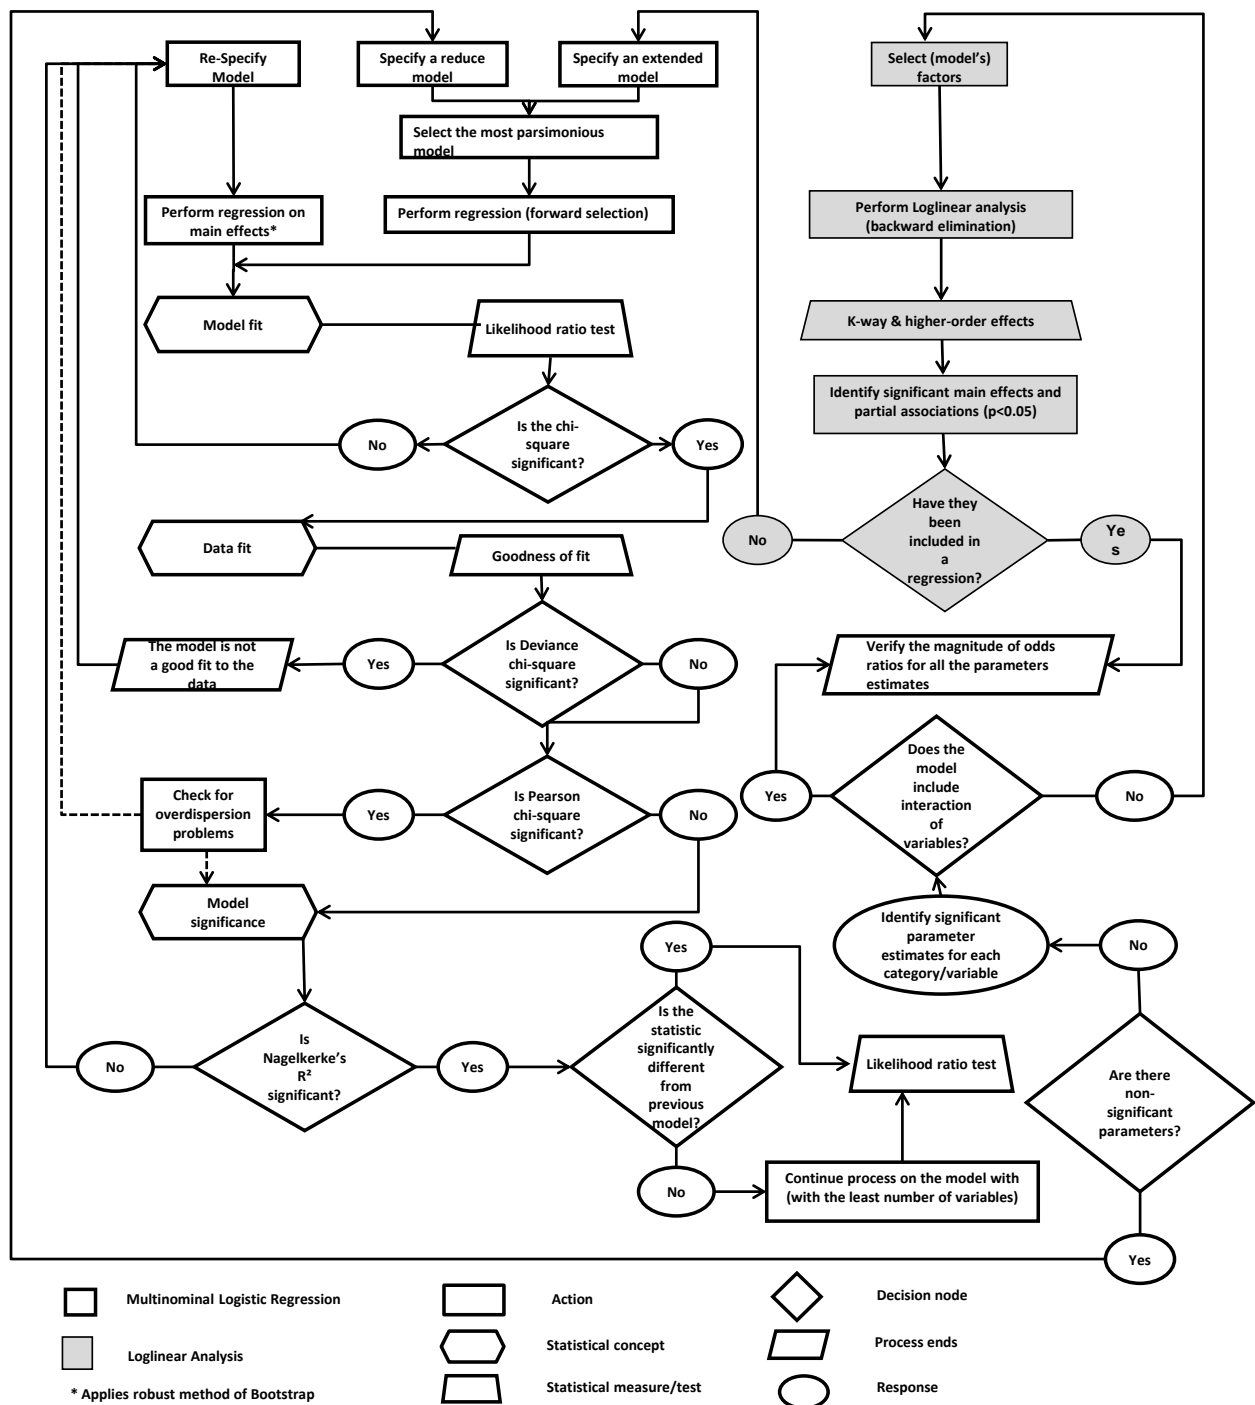 Re-Specify
Model
Specify a reduce
model
Specify an extended
model
Select (model's)
factors
Select the most parsimonious
model
Perform regression on
main effects*
Perform regression (forward selection)
Perform Loglinear analysis
(backward elimination)
Model fit
Likelihood ratio test
K-way & higher-order effects
Identify significant main effects and
partial associations (p<0.05)
No
Is the chi-
square
significant?
Yes
Have they
been
included in
a
regression?
No
Ye
s
Data fit
Goodness of fit
The model is not
a good fit to the
data
Yes
Is Deviance
chi-square
significant?
No
Verify the magnitude of odds
ratios for all the parameters
estimates
Does the
model
include
interaction
of
variables?
Yes
No
Check for
overdispersion
problems
Yes
Is Pearson
chi-square
significant?
No
Model
significance
Identify significant
parameter
estimates for each
category/variable
No
Yes
No
Is
Nagelkerke's
R²
significant?
Yes
Is the
statistic
significantly
different
from
previous
model?
Likelihood ratio test
Are there
non-
significant
parameters?
No
Continue process on the model with
(with the least number of variables)
Yes
Multinominal Logistic Regression
Action
Decision node
Loglinear Analysis
Statistical concept
Process ends
* Applies robust method of Bootstrap
Statistical measure/test
Response